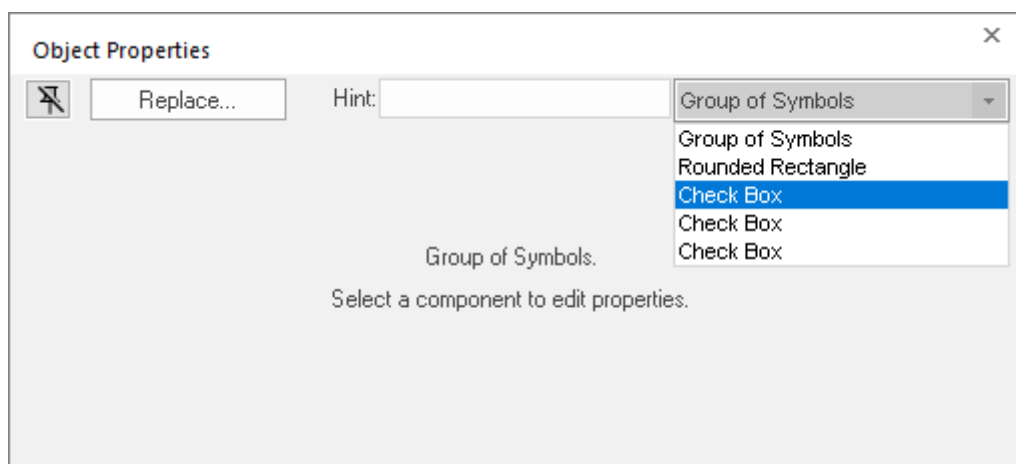 Object Properties
Replace...
Hint:
Group of Symbols
Group of Symbols
Rounded Rectangle
Check Box
Check Box
Check Box
Group of Symbols.
Select a component to edit properties.